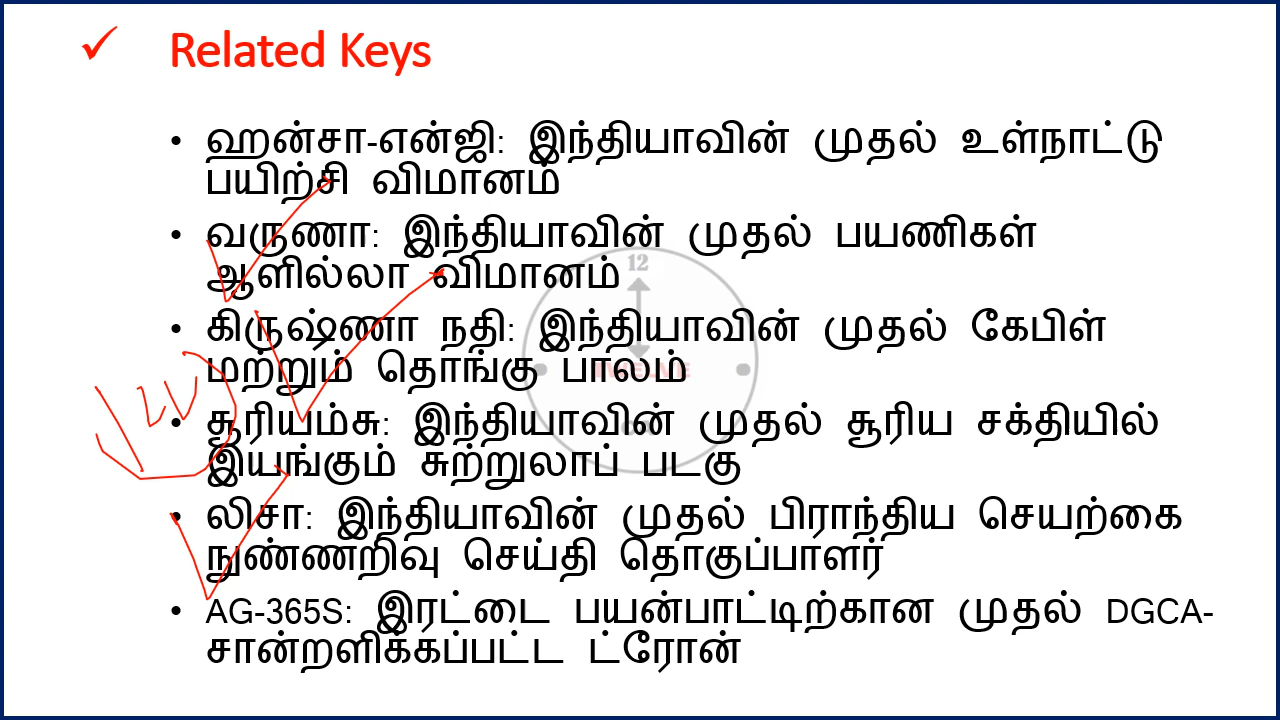 Related Keys
ஹன்சா-என்ஜி: இந்தியாவின் முதல் உள்நாட்டு
பயிற்சி விமானம்
வருணா: இந்தியாவின் முதல் பயணிகள்
ஆளில்லா விமானம்
கிருஷ்ணா நதி: இந்தியாவின் முதல் கேபிள்
மற்றும் தொங்கு பாலம்
சூரியம்சு: இந்தியாவின் முதல் சூரிய சக்தியில்
இயங்கும் சுற்றுலாப் படகு
லிசா: இந்தியாவின் முதல் பிராந்திய செயற்கை
நுண்ணறிவு செய்தி தொகுப்பாளர்
AG-365S: இரட்டை பயன்பாட்டிற்கான முதல் DGCA-
சான்றளிக்கப்பட்ட ட்ரோன்
12